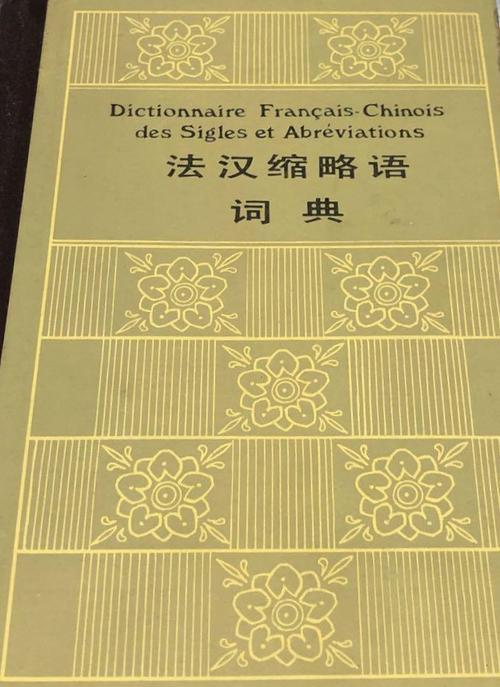 Dictionnaire Français-Chinois
des Sigles et Abréviations
法汉缩略语
词典